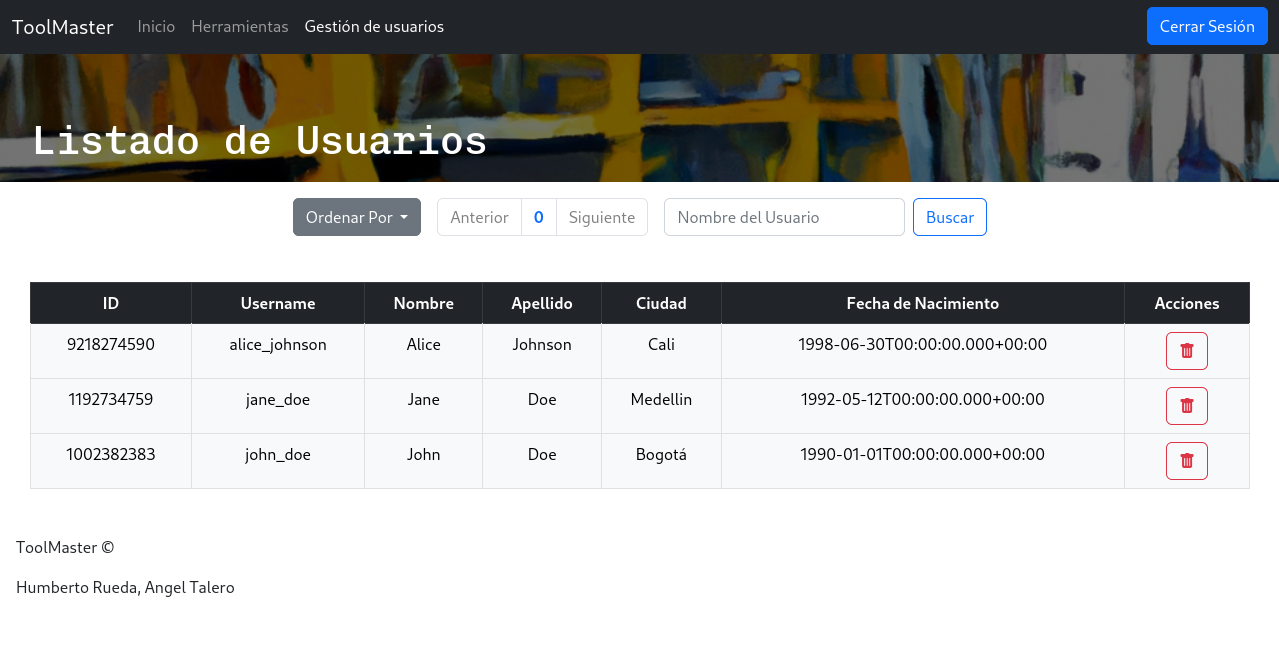 ToolMaster Inicio Herramientas Gestión de usuarios Cerrar Sesión
Listado de Usuarios
Ordenar Por Anterior 0 Siguiente Nombre del Usuario Buscar
ID Username Nombre Apellido Ciudad Fecha de Nacimiento Acciones
9218274590 alice_johnson Alice Johnson Cali 1998-06-30T00:00:00.000+00:00
1192734759 jane_doe Jane Doe Medellin 1992-05-12T00:00:00.000+00:00
1002382383 john_doe John Doe Bogotá 1990-01-01T00:00:00.000+00:00
ToolMaster ©
Humberto Rueda, Angel Talero